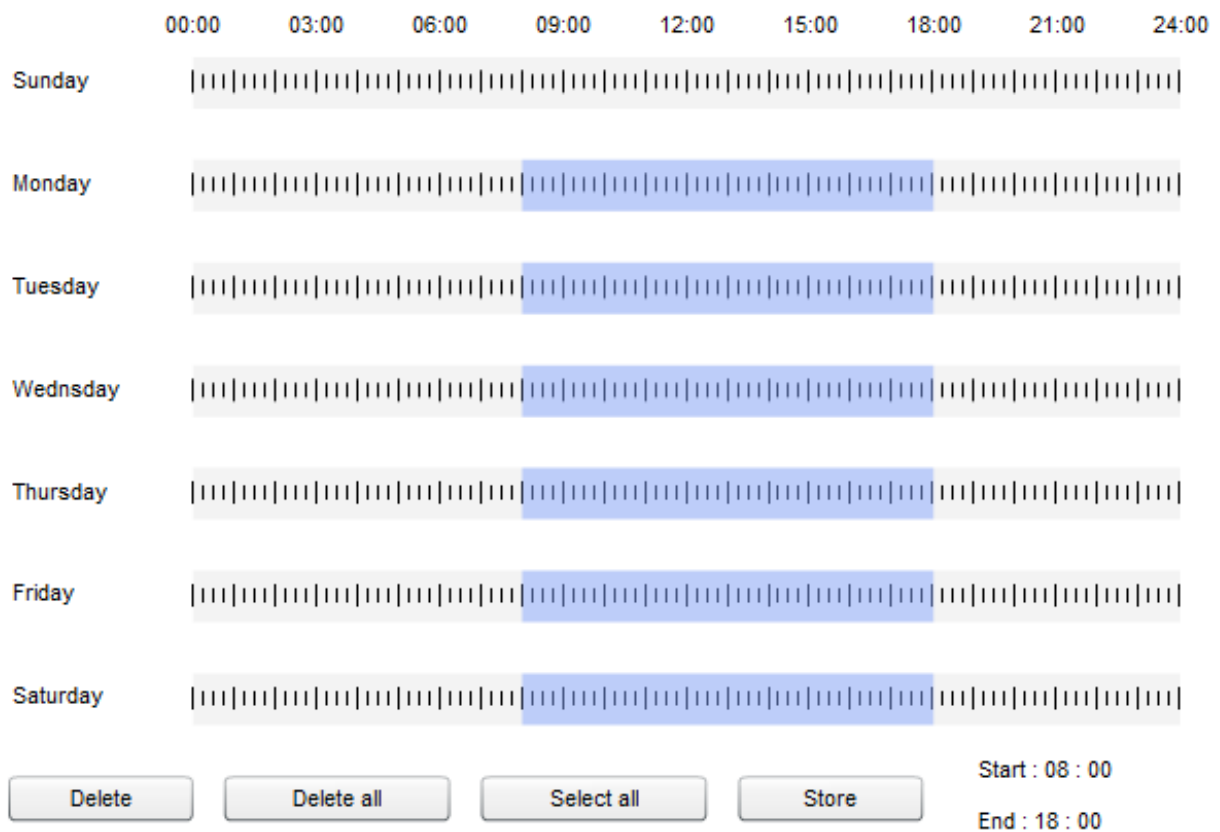 00:00 03:00 06:00 09:00 12:00 15:00 18:00 21:00 24:00
Sunday
Monday
Tuesday
Wednsday
Thursday
Friday
Saturday
Delete Delete all Select all Store
Start : 08 : 00
End : 18 : 00